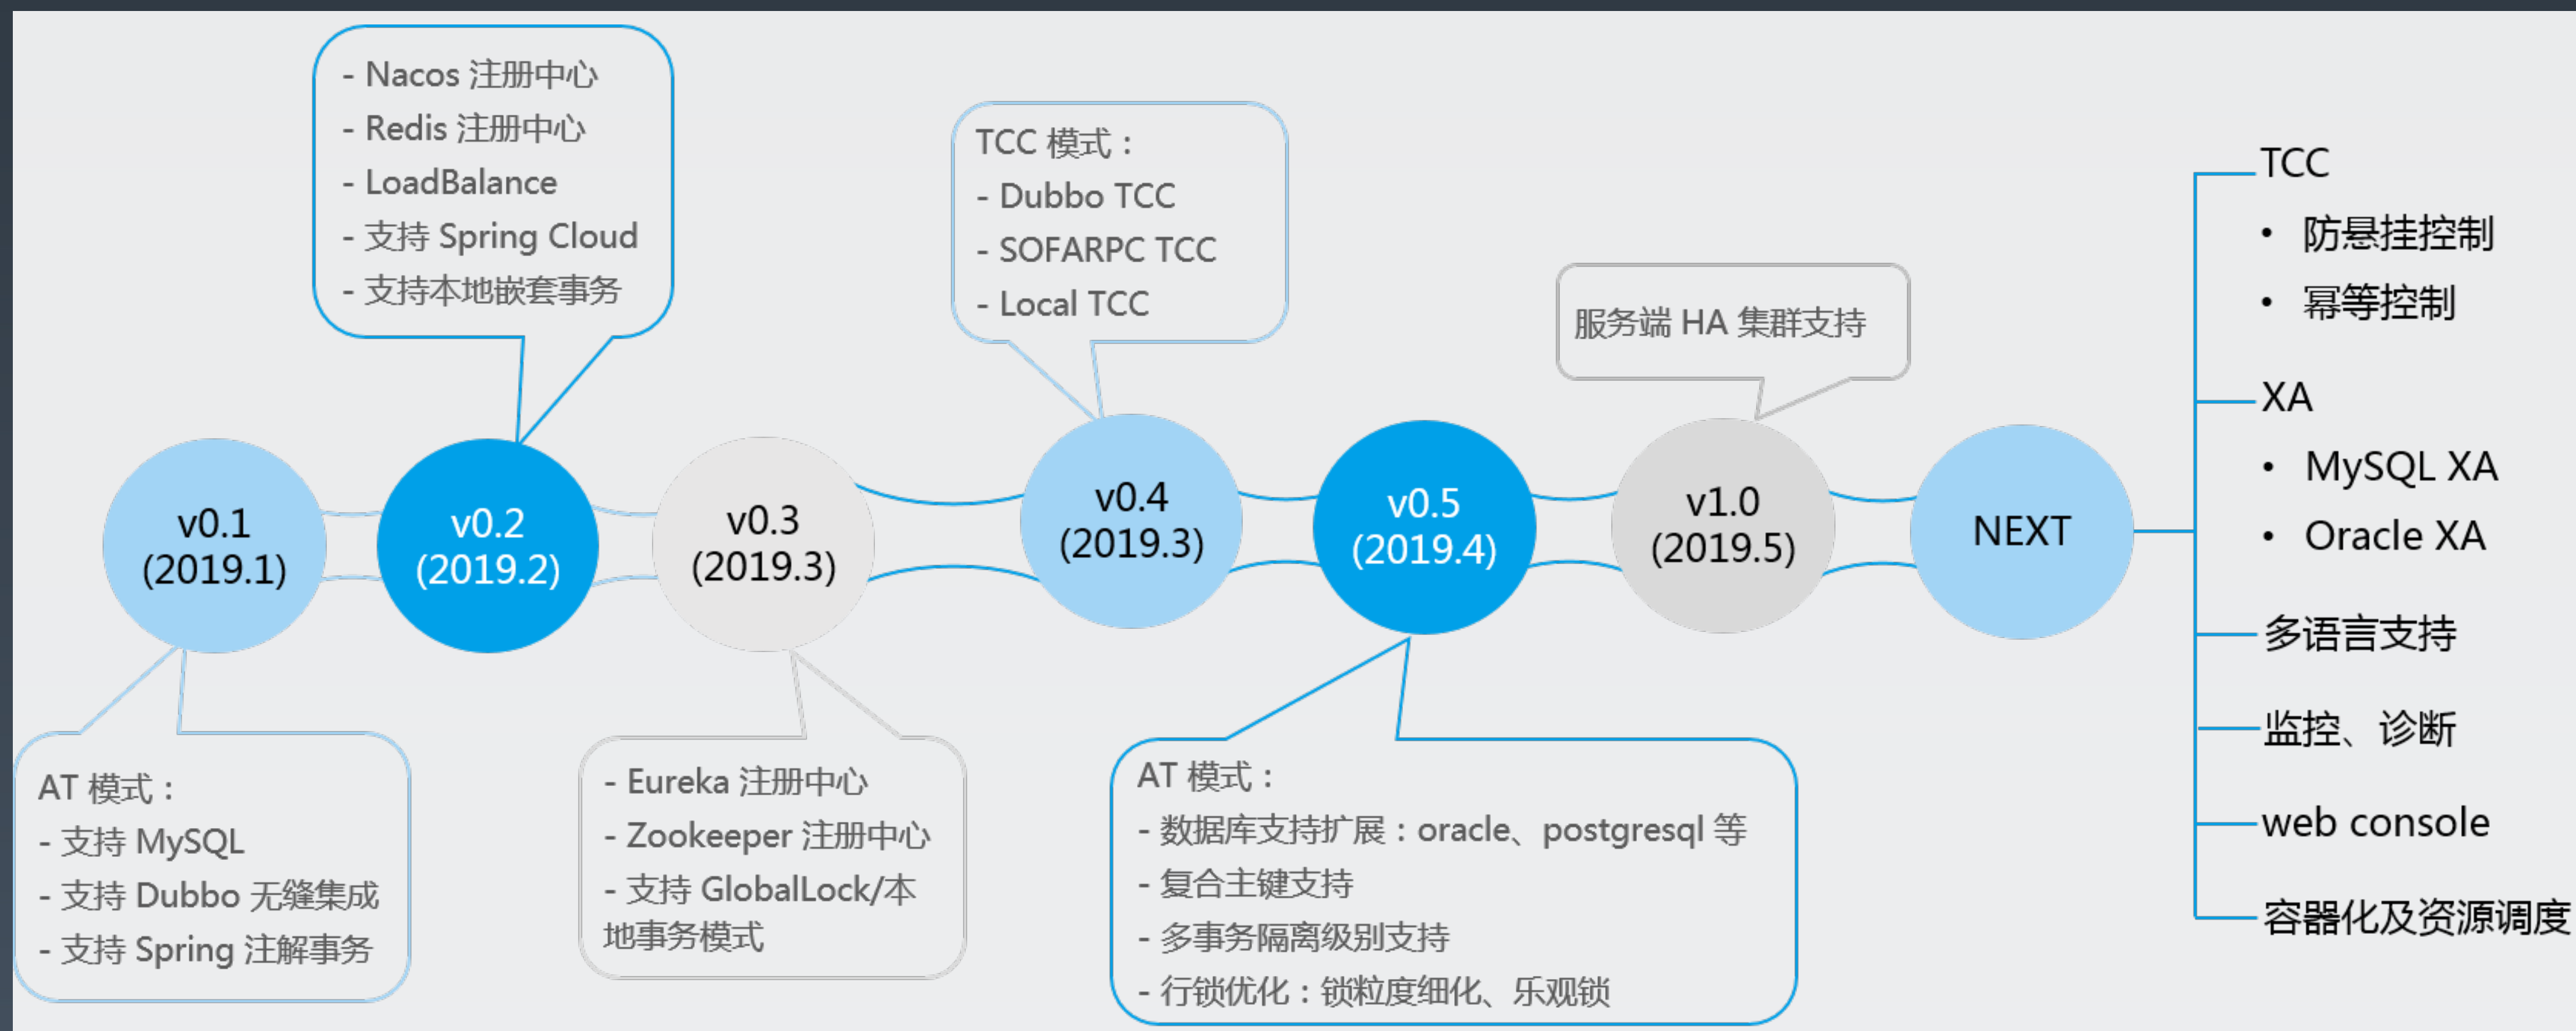 - Nacos 注册中心
- Redis 注册中心
- LoadBalance
- 支持 Spring Cloud
- 支持本地嵌套事务
TCC 模式：
- Dubbo TCC
- SOFARPC TCC
- Local TCC
服务端 HA 集群支持
v0.1
(2019.1)
v0.2
(2019.2)
v0.3
(2019.3)
v0.4
(2019.3)
v0.5
(2019.4)
v1.0
(2019.5)
NEXT
AT 模式：
- 支持 MySQL
- 支持 Dubbo 无缝集成
- 支持 Spring 注解事务
- Eureka 注册中心
- Zookeeper 注册中心
- 支持 GlobalLock/本
地事务模式
AT 模式：
- 数据库支持扩展：oracle、postgresql 等
- 复合主键支持
- 多事务隔离级别支持
- 行锁优化：锁粒度细化、乐观锁
TCC
• 防悬挂控制
• 幂等控制
XA
• MySQL XA
• Oracle XA
多语言支持
监控、诊断
web console
容器化及资源调度